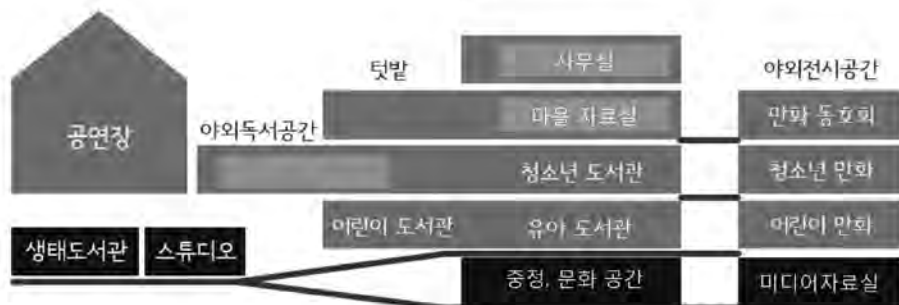 사무실
텃밭
야외전시공간
마을 자료실
만화 동호회
공연장
야외독서공간
청소년 도서관
청소년 만화
어린이 도서관
유아 도서관
어린이 만화
생태도서관
스튜디오
중정, 문화 공간
미디어자료실